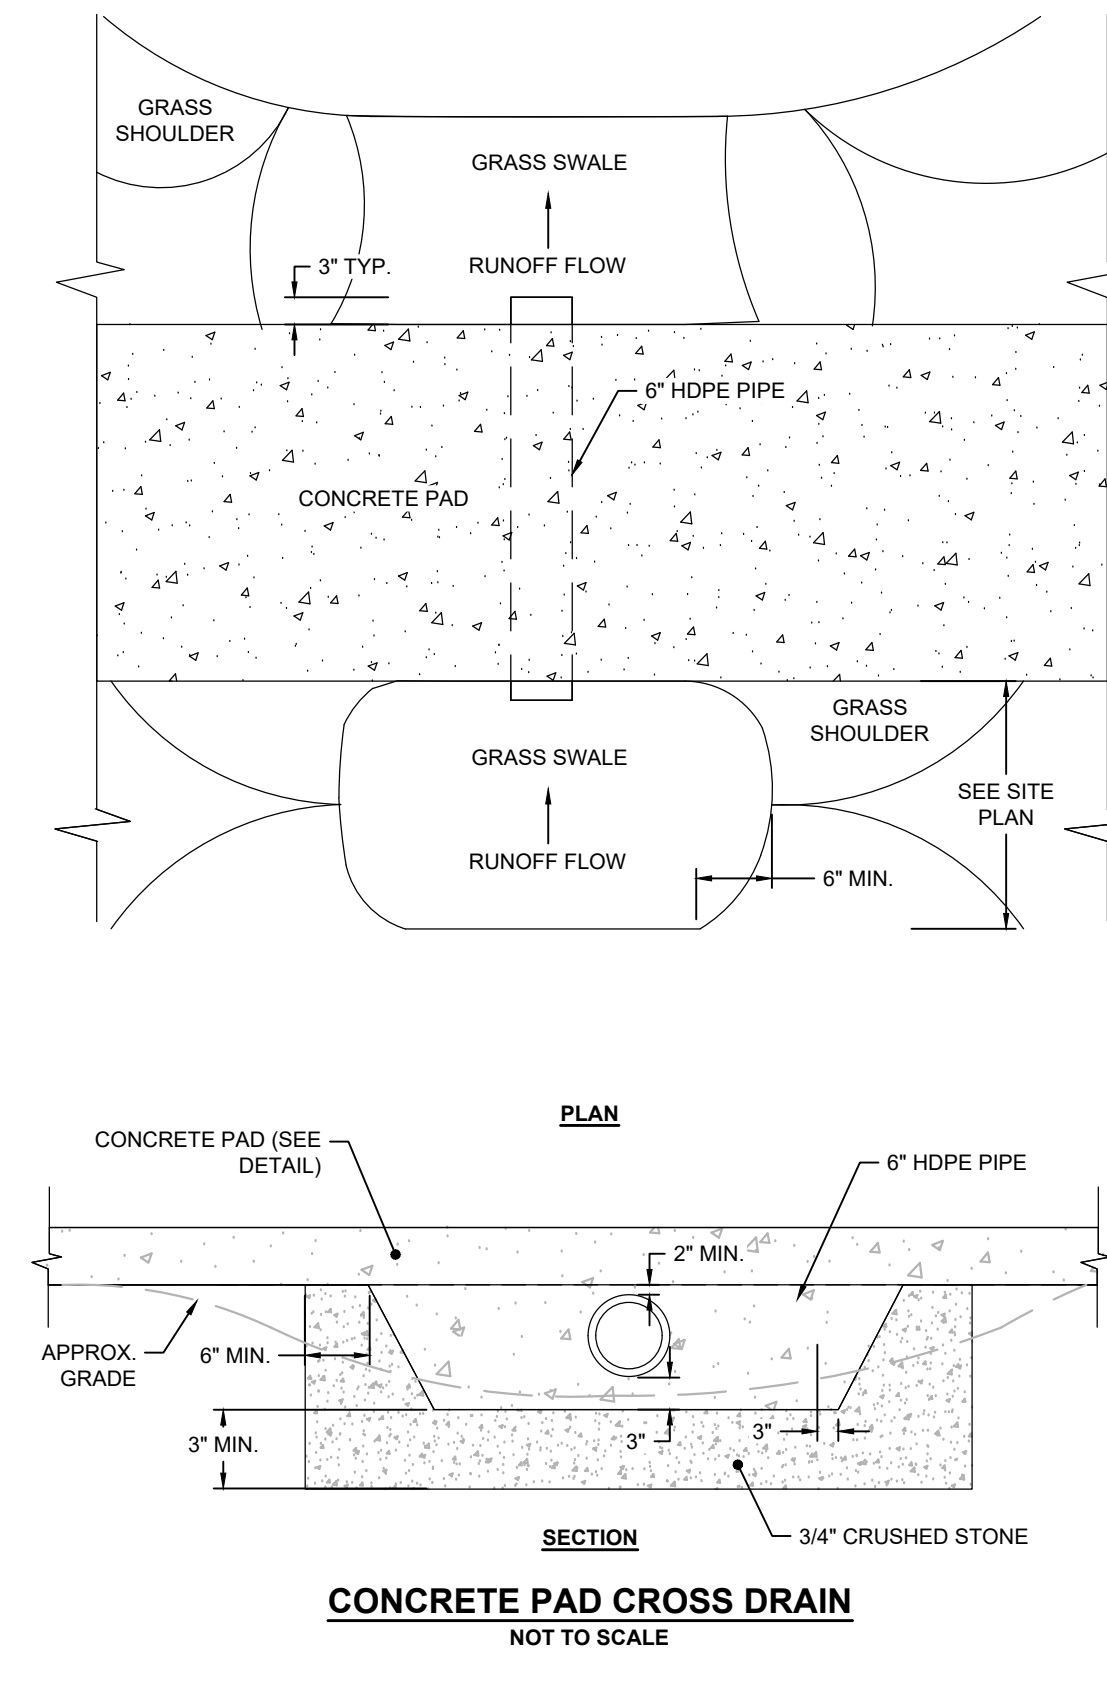 GRASS
SHOULDER
GRASS SWALE
RUNOFF FLOW
3" TYP.
6" HDPE PIPE
CONCRETE PAD
GRASS
SHOULDER
GRASS SWALE
SEE SITE
PLAN
RUNOFF FLOW
6" MIN.
PLAN
CONCRETE PAD (SEE
DETAIL)
6" HDPE PIPE
2" MIN.
APPROX.
GRADE
6" MIN.
3" MIN.
3"
3"
SECTION
3/4" CRUSHED STONE
CONCRETE PAD CROSS DRAIN
NOT TO SCALE